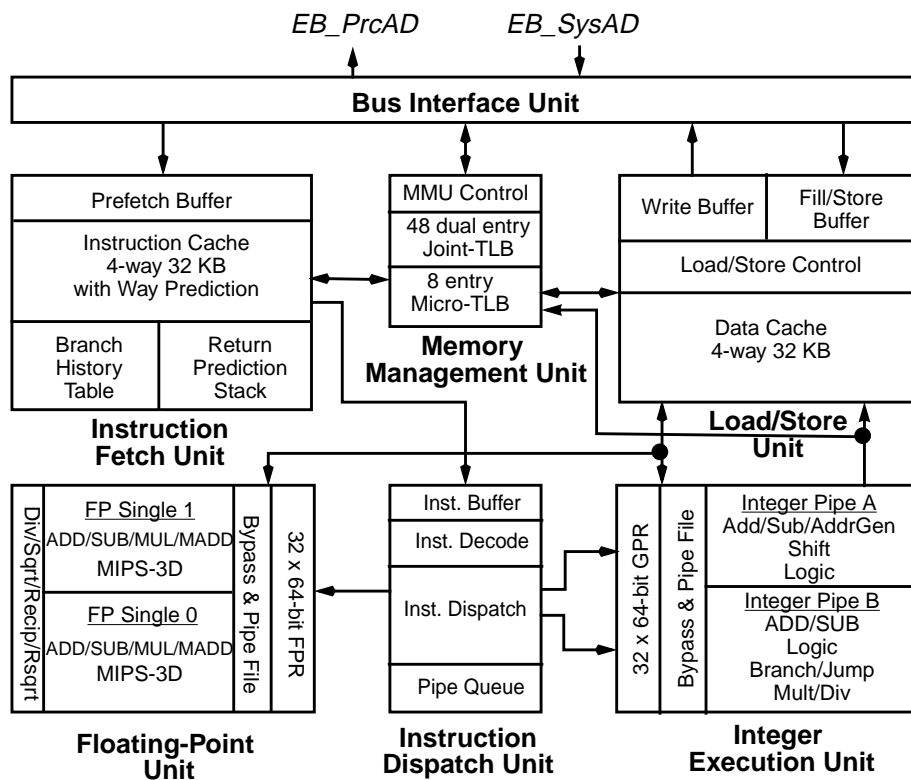 EB_PrcAD
EB_SysAD
Bus Interface Unit
Prefetch Buffer
Instruction Cache
4-way 32 KB
with Way Prediction
Branch
History
Table
Return
Prediction
Stack
Instruction
Fetch Unit
MMU Control
48 dual entry
Joint-TLB
8 entry
Micro-TLB
Memory
Management Unit
Write Buffer
Fill/Store
Buffer
Load/Store Control
Data Cache
4-way 32 KB
Load/Store
Unit
Div/Sqrt/Recip/Rsqrt
FP Single 1
ADD/SUB/MUL/MADD
MIPS-3D
FP Single 0
ADD/SUB/MUL/MADD
MIPS-3D
Bypass & Pipe File
32 x 64-bit FPR
Floating-Point
Unit
Inst. Buffer
Inst. Decode
Inst. Dispatch
Pipe Queue
Instruction
Dispatch Unit
32 x 64-bit GPR
Bypass & Pipe File
Integer Pipe A
Add/Sub/AddrGen
Shift
Logic
Integer Pipe B
ADD/SUB
Logic
Branch/Jump
Mult/Div
Integer
Execution Unit